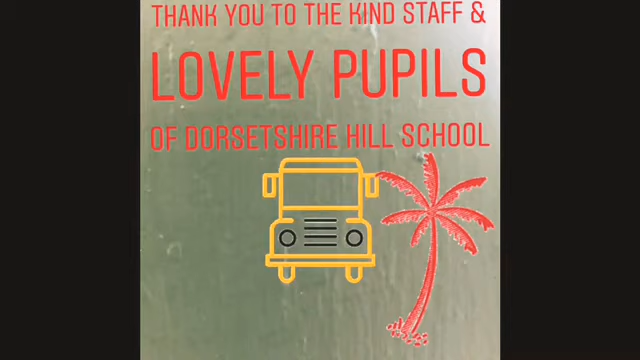 THANK YOU TO THE KIND STAFF &
LOVELY PUPILS
OF DORSETSHIRE HILL SCHOOL